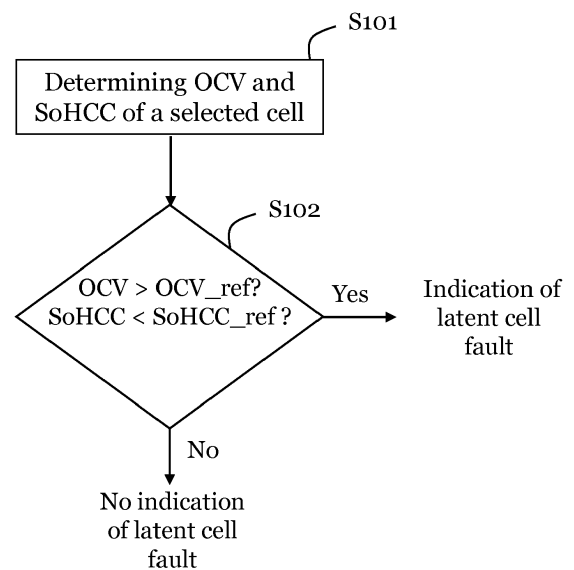 S101
Determining OCV and
SoHCC of a selected cell
S102
OCV > OCV_ref?
SoHCC < SoHCC_ref ?
Yes
Indication of
latent cell
fault
No
No indication
of latent cell
fault